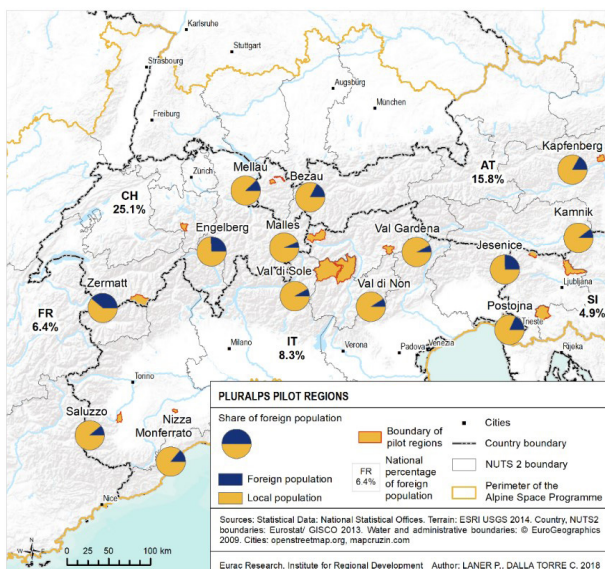 Karlsruhe
Stuttgart
Strasbourg
Augsburg
Freiburg
München
Kapfenberg
AT
15.8%
Zürich
Mellau
Bezau
CH
25.1%
Kamnik
Engelberg
Malles
Val Gardena
Jesenice
Ljubljana
Zermatt
Val di Sole
Val di Non
SI
4.9%
FR
6.4%
Postojna
Trieste
IT
8.3%
Milano
Verona
Padova
Venezia
Rijeka
Torino
Saluzzo
Nizza
Monferrato
Nice
N
0 25 50 100 km
PLURALPS PILOT REGIONS
Share of foreign population
Foreign population
Local population
Boundary of
pilot regions
FR
6.4%
National
percentage
of foreign
population
Cities
Country boundary
NUTS 2 boundary
Perimeter of the
Alpine Space Programme
Sources: Statistical Data: National Statistical Offices. Terrain: ESRI USGS 2014. Country, NUTS2
boundaries: Eurostat/ GISCO 2013. Water and administrative boundaries: © EuroGeographics
2009. Cities: openstreetmap.org, mapcruzin.com
Eurac Research, Institute for Regional Development Author: LANER P., DALLA TORRE C. 2018